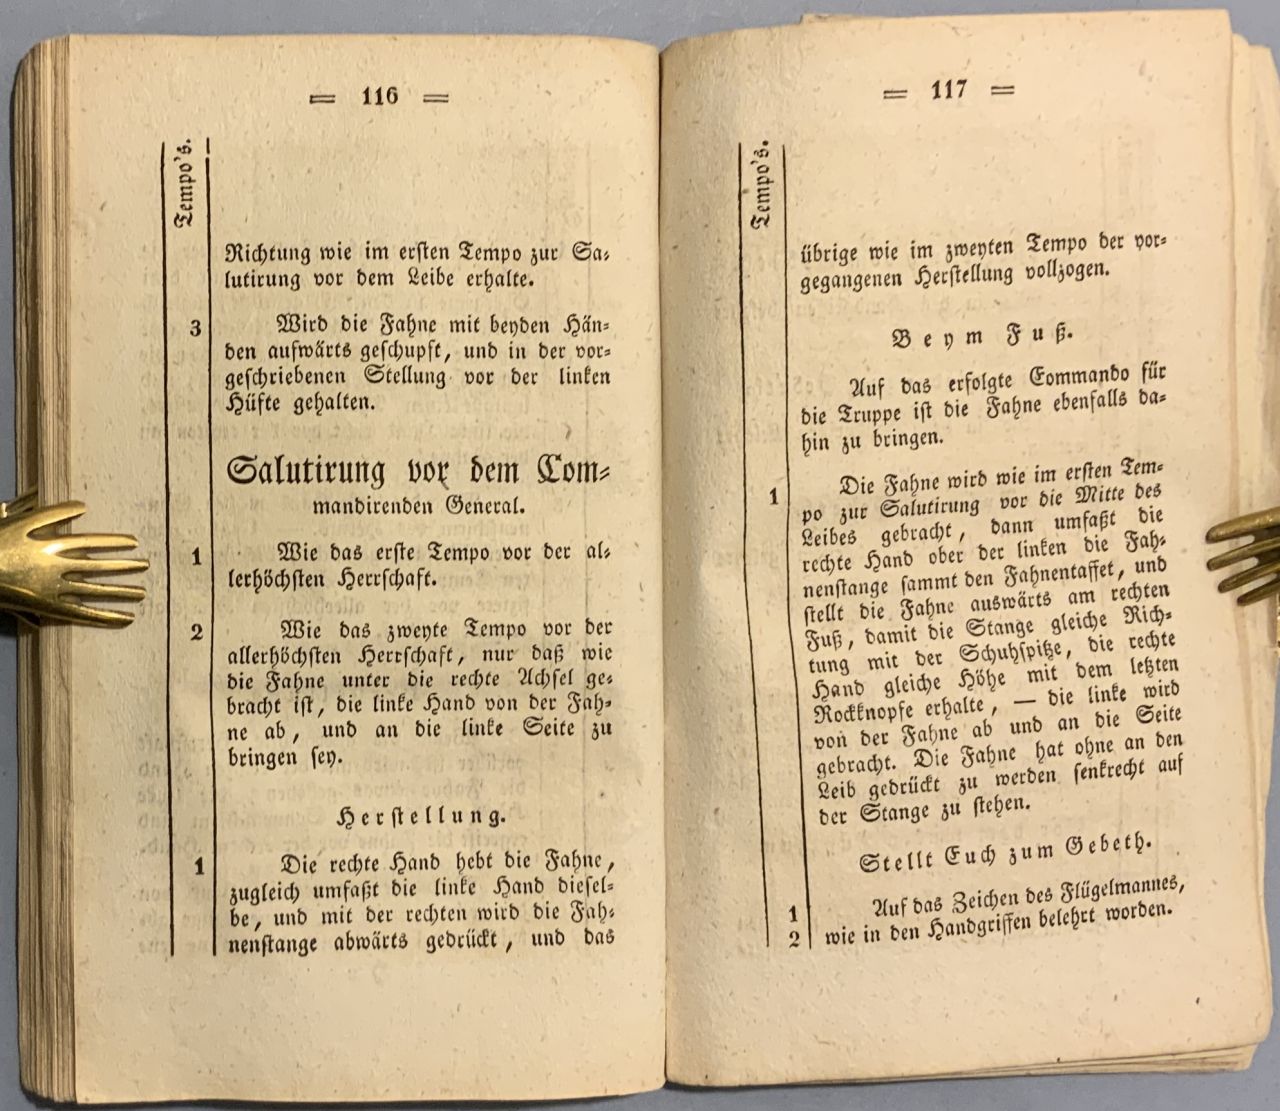 = 116 =
Tempo's.
Richtung wie im ersten Tempo zur Sa-
lutirung vor dem Leibe erhalte.
3 Wird die Fahne mit beyden Hän-
den aufwärts geschupft, und in der vor-
geschriebenen Stellung vor der linken
Hüfte gehalten.
Salutirung vor dem Com-
mandirenden General.
1 Wie das erste Tempo vor der al-
lerhöchsten Herrschaft.
2 Wie das zweyte Tempo vor der
allerhöchsten Herrschaft, nur daß wie
die Fahne unter die rechte Achsel ge-
bracht ist, die linke Hand von der Fah-
ne ab, und an die linke Seite zu
bringen sey.
Herstellung.
1 Die rechte Hand hebt die Fahne,
zugleich umfaßt die linke Hand diesel-
be, und mit der rechten wird die Fah-
nenstange abwärts gedrückt, und das
= 117 =
Tempo's.
übrige wie im zweyten Tempo der vor-
gegangenen Herstellung vollzogen.
Beym Fuß.
Auf das erfolgte Commando für
die Truppe ist die Fahne ebenfalls da-
hin zu bringen.
1 Die Fahne wird wie im ersten Tem-
po zur Salutirung vor die Mitte des
Leibes gebracht, dann umfaßt die
rechte Hand ober der linken die Fah-
nenstange sammt den Fahnentaffet, und
stellt die Fahne auswärts am rechten
Fuß, damit die Stange gleiche Rich-
tung mit der Schuhspitze, die rechte
Hand gleiche Höhe mit dem letzten
Rockknopfe erhalte, — die linke wird
von der Fahne ab und an die Seite
gebracht. Die Fahne hat ohne an den
Leib gedrückt zu werden senkrecht auf
der Stange zu stehen.
Stellt Euch zum Gebeth.
1 Auf das Zeichen des Flügelmannes,
2 wie in den Handgriffen belehrt worden.